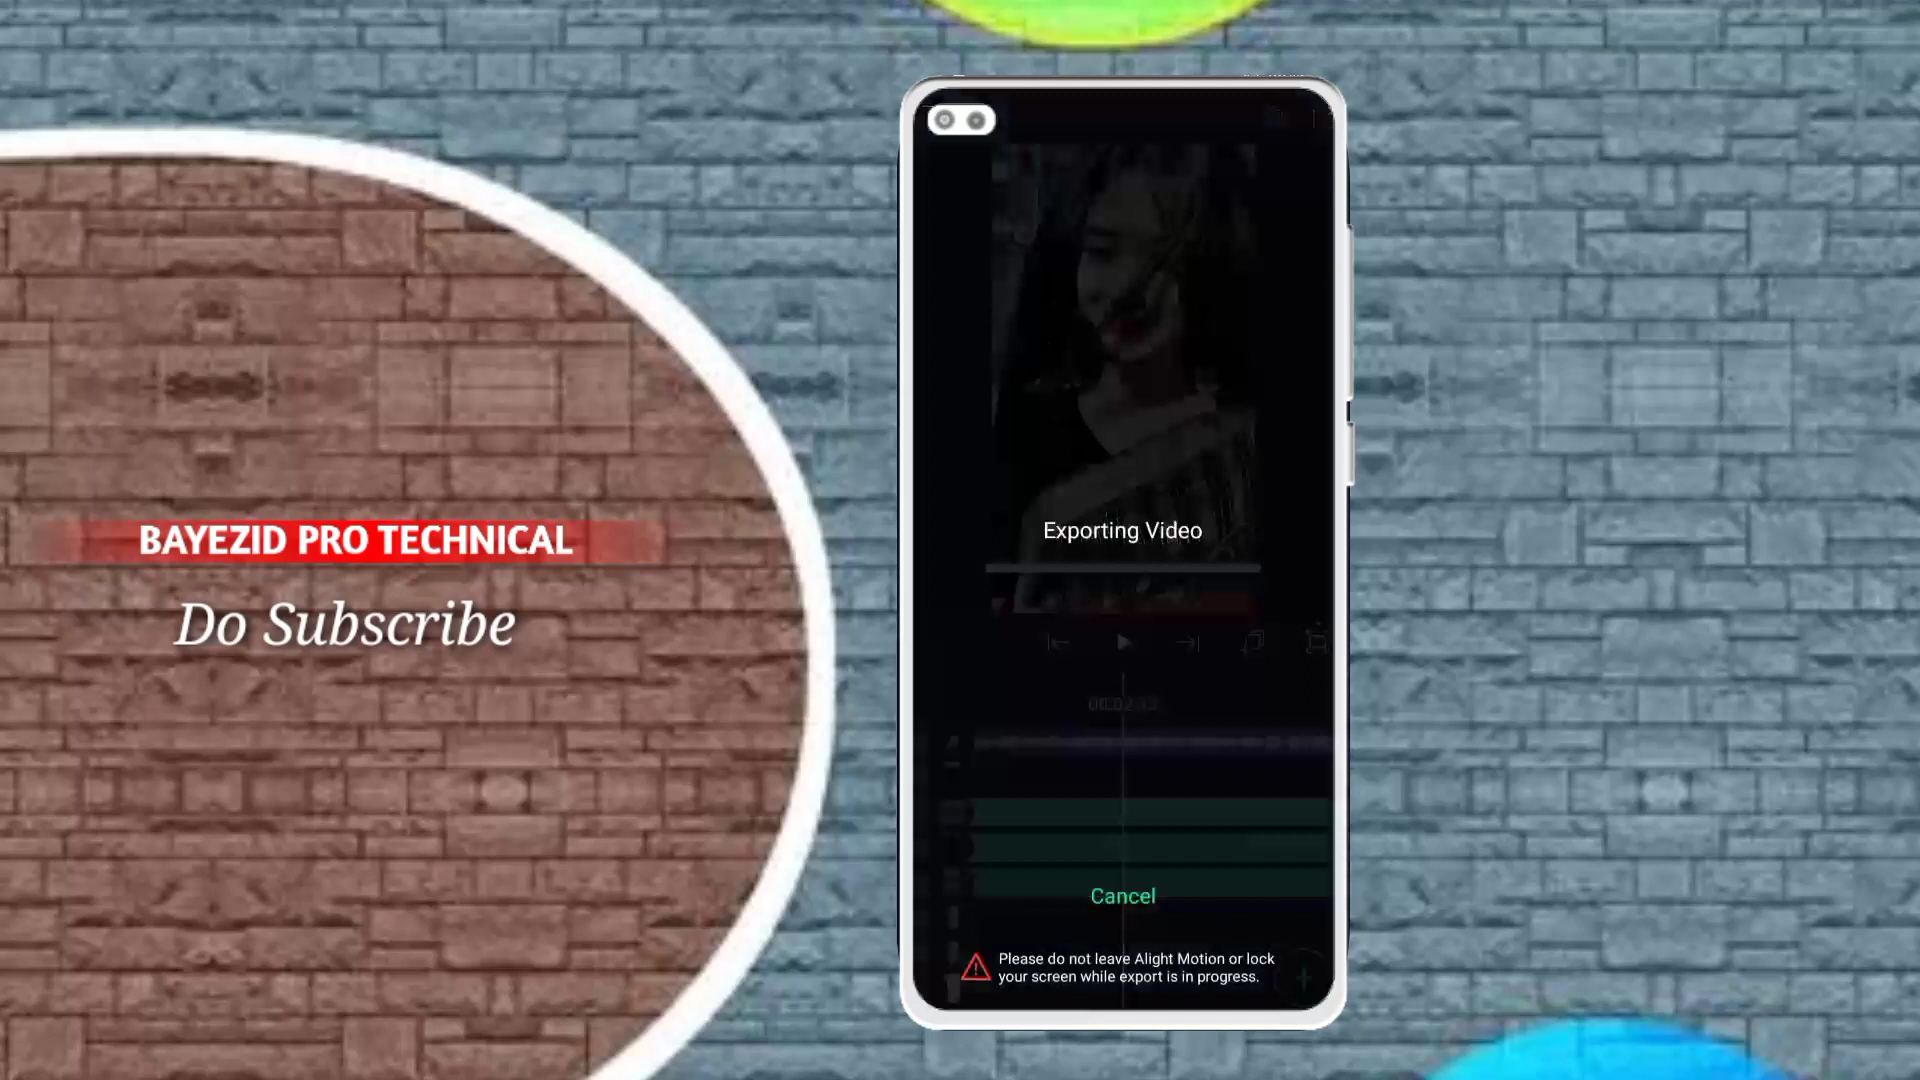 BAYEZID PRO TECHNICAL
Do Subscribe
Exporting Video
Cancel
Please do not leave Alight Motion or lock
your screen while export is in progress.